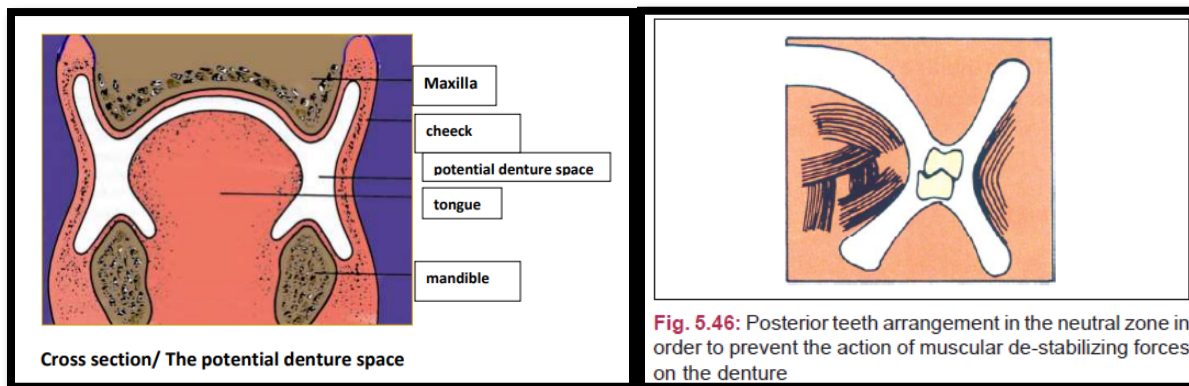 Maxilla
cheeck
potential denture space
tongue
mandible
Cross section/ The potential denture space
Fig. 5.46: Posterior teeth arrangement in the neutral zone in
order to prevent the action of muscular de-stabilizing forces
on the denture